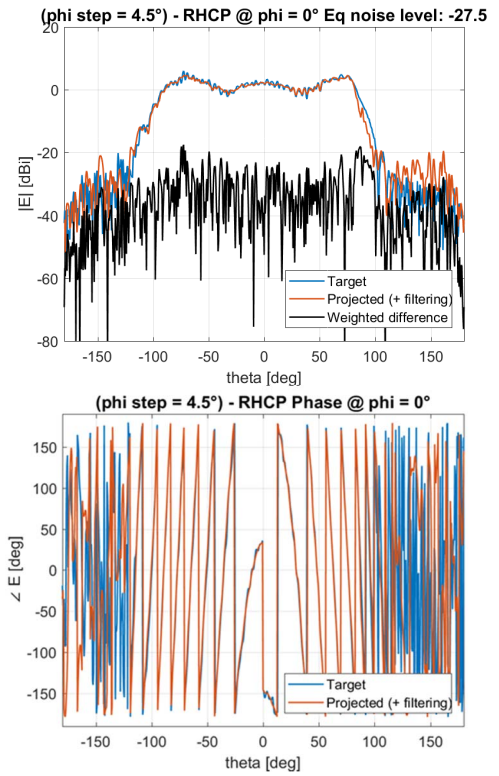 (phi step = 4.5°) - RHCP @ phi = 0° Eq noise level: -27.5
20
0
-20
-40
-60
-80
|E| [dBi]
Target
Projected (+ filtering)
Weighted difference
-150 -100 -50 0 50 100 150
theta [deg]
(phi step = 4.5°) - RHCP Phase @ phi = 0°
150
100
50
0
-50
-100
-150
∠ E [deg]
Target
Projected (+ filtering)
-150 -100 -50 0 50 100 150
theta [deg]